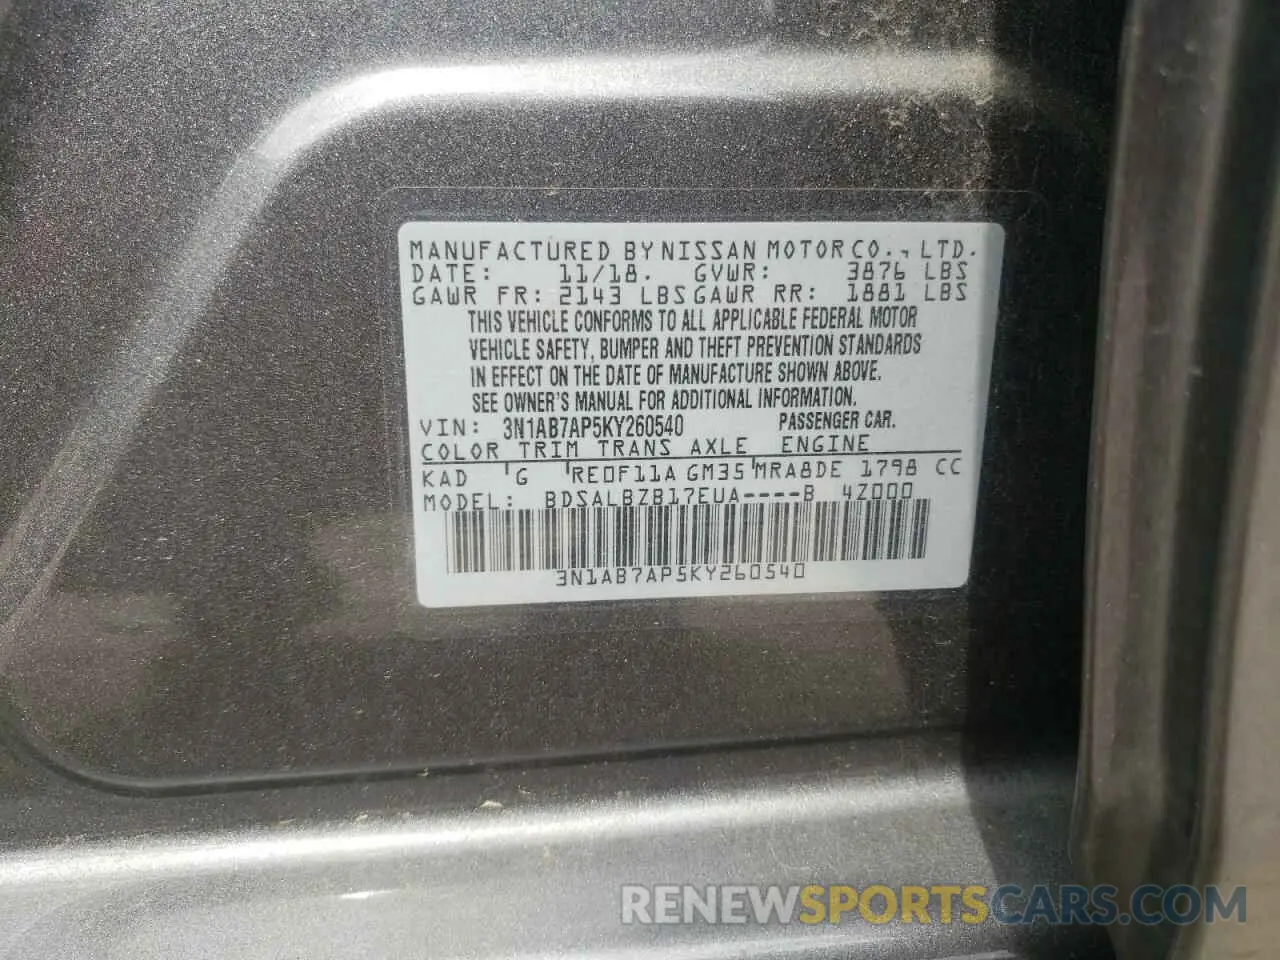 MANUFACTURED BY NISSAN MOTOR CO., LTD.
DATE: 11/18. GVWR: 3876 LBS
GAWR FR: 2143 LBS GAWR RR: 1881 LBS
THIS VEHICLE CONFORMS TO ALL APPLICABLE FEDERAL MOTOR
VEHICLE SAFETY, BUMPER AND THEFT PREVENTION STANDARDS
IN EFFECT ON THE DATE OF MANUFACTURE SHOWN ABOVE.
SEE OWNER'S MANUAL FOR ADDITIONAL INFORMATION.
VIN: 3N1AB7AP5KY260540 PASSENGER CAR.
COLOR TRIM TRANS AXLE ENGINE
KAD G RE0F11A GM35 MRA8DE 1798 CC
MODEL: BDSALBZB17EUA----B 4Z000
3N1AB7AP5KY260540
RENEWSPORTSCARS.COM